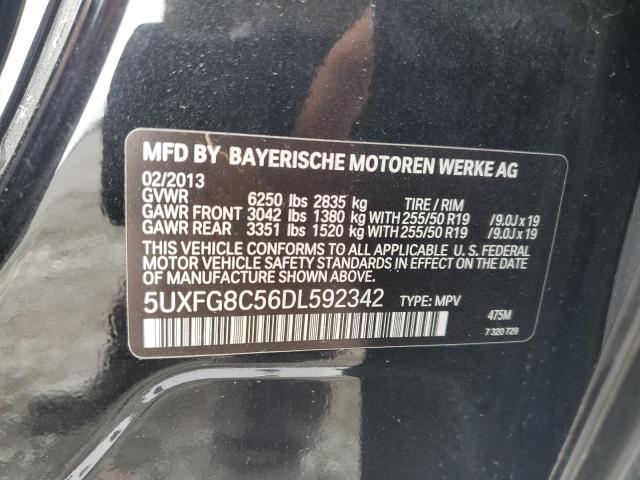 MFD BY BAYERISCHE MOTOREN WERKE AG
02/2013
GVWR 6250 lbs 2835 kg TIRE / RIM
GAWR FRONT 3042 lbs 1380 kg WITH 255/50 R19 /9.0J x 19
GAWR REAR 3351 lbs 1520 kg WITH 255/50 R19 /9.0J x 19
THIS VEHICLE CONFORMS TO ALL APPLICABLE U. S. FEDERAL
MOTOR VEHICLE SAFETY STANDARDS IN EFFECT ON THE DATE
OF MANUFACTURE SHOWN ABOVE.
5UXFG8C56DL592342 TYPE: MPV
475M
7 320 729